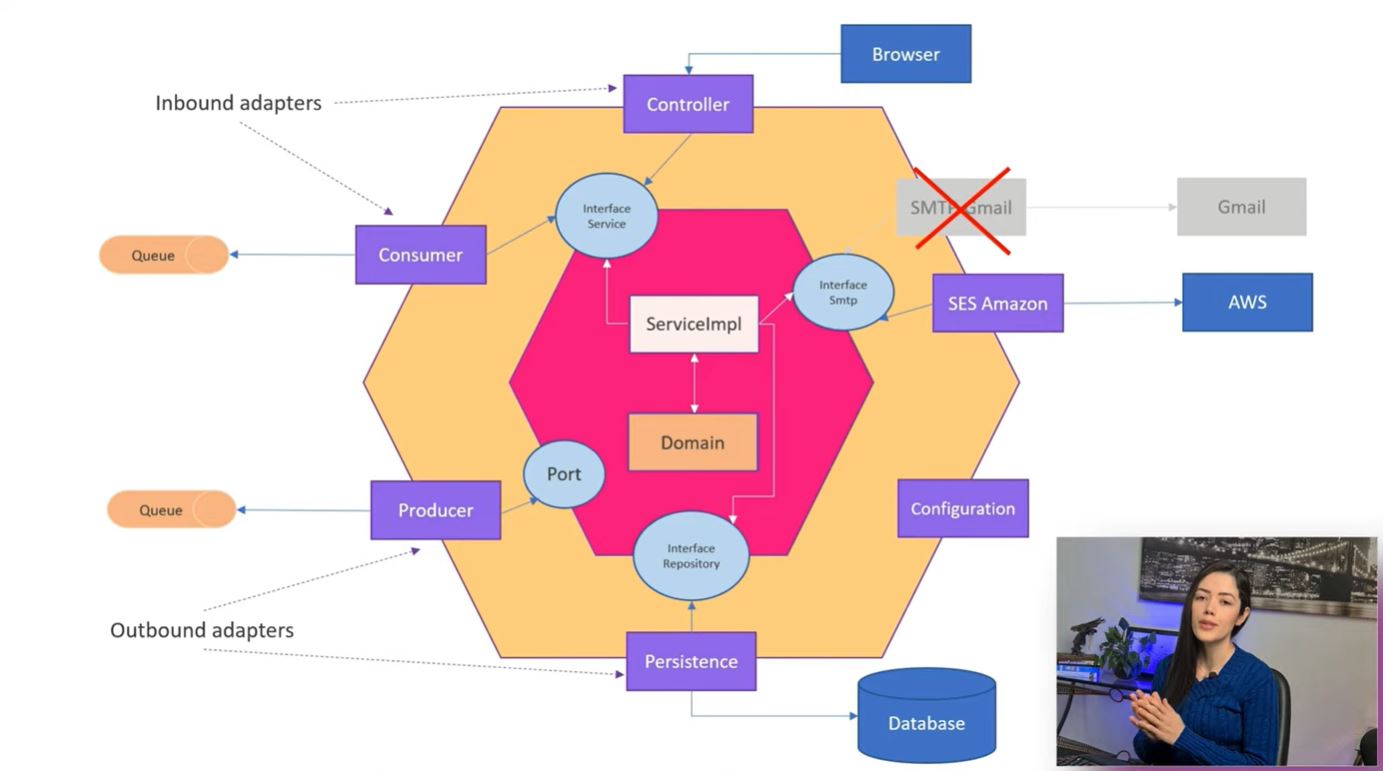 Browser
Inbound adapters
Controller
Interface
Service
SMTP Gmail
Gmail
Queue
Consumer
Interface
Smtp
SES Amazon
AWS
ServiceImpl
Domain
Port
Queue
Producer
Configuration
Interface
Repository
Outbound adapters
Persistence
Database